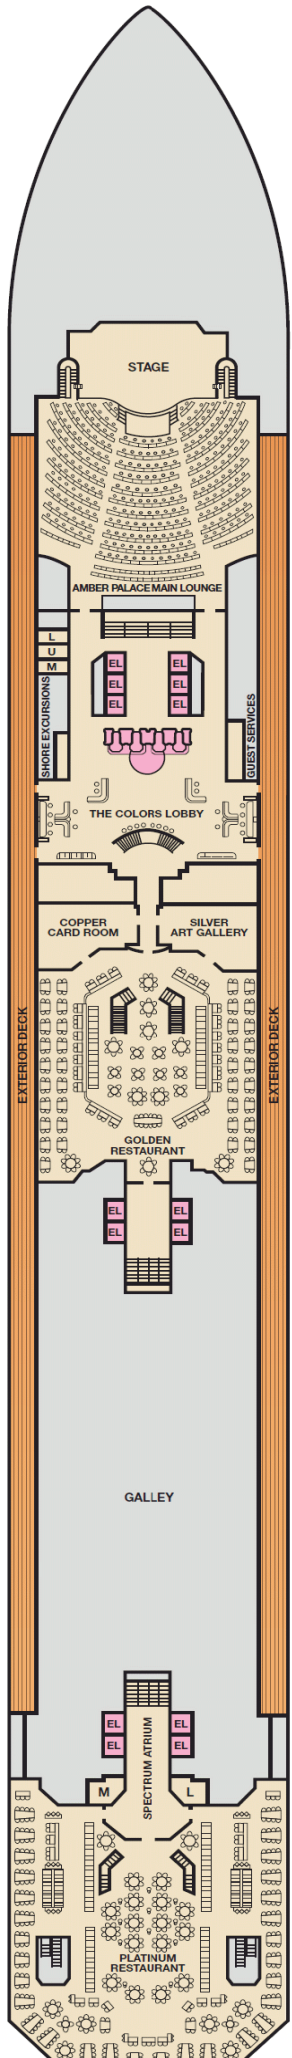 STAGE
AMBER PALACE MAIN LOUNGE
L
U
M
EL
EL
EL
EL
EL
EL
SHORE EXCURSIONS
GUEST SERVICES
THE COLORS LOBBY
COPPER
CARD ROOM
SILVER
ART GALLERY
EXTERIOR DECK
EXTERIOR DECK
GOLDEN
RESTAURANT
EL
EL
EL
EL
GALLEY
EL
EL
EL
EL
SPECTRUM ATRIUM
M
L
PLATINUM
RESTAURANT